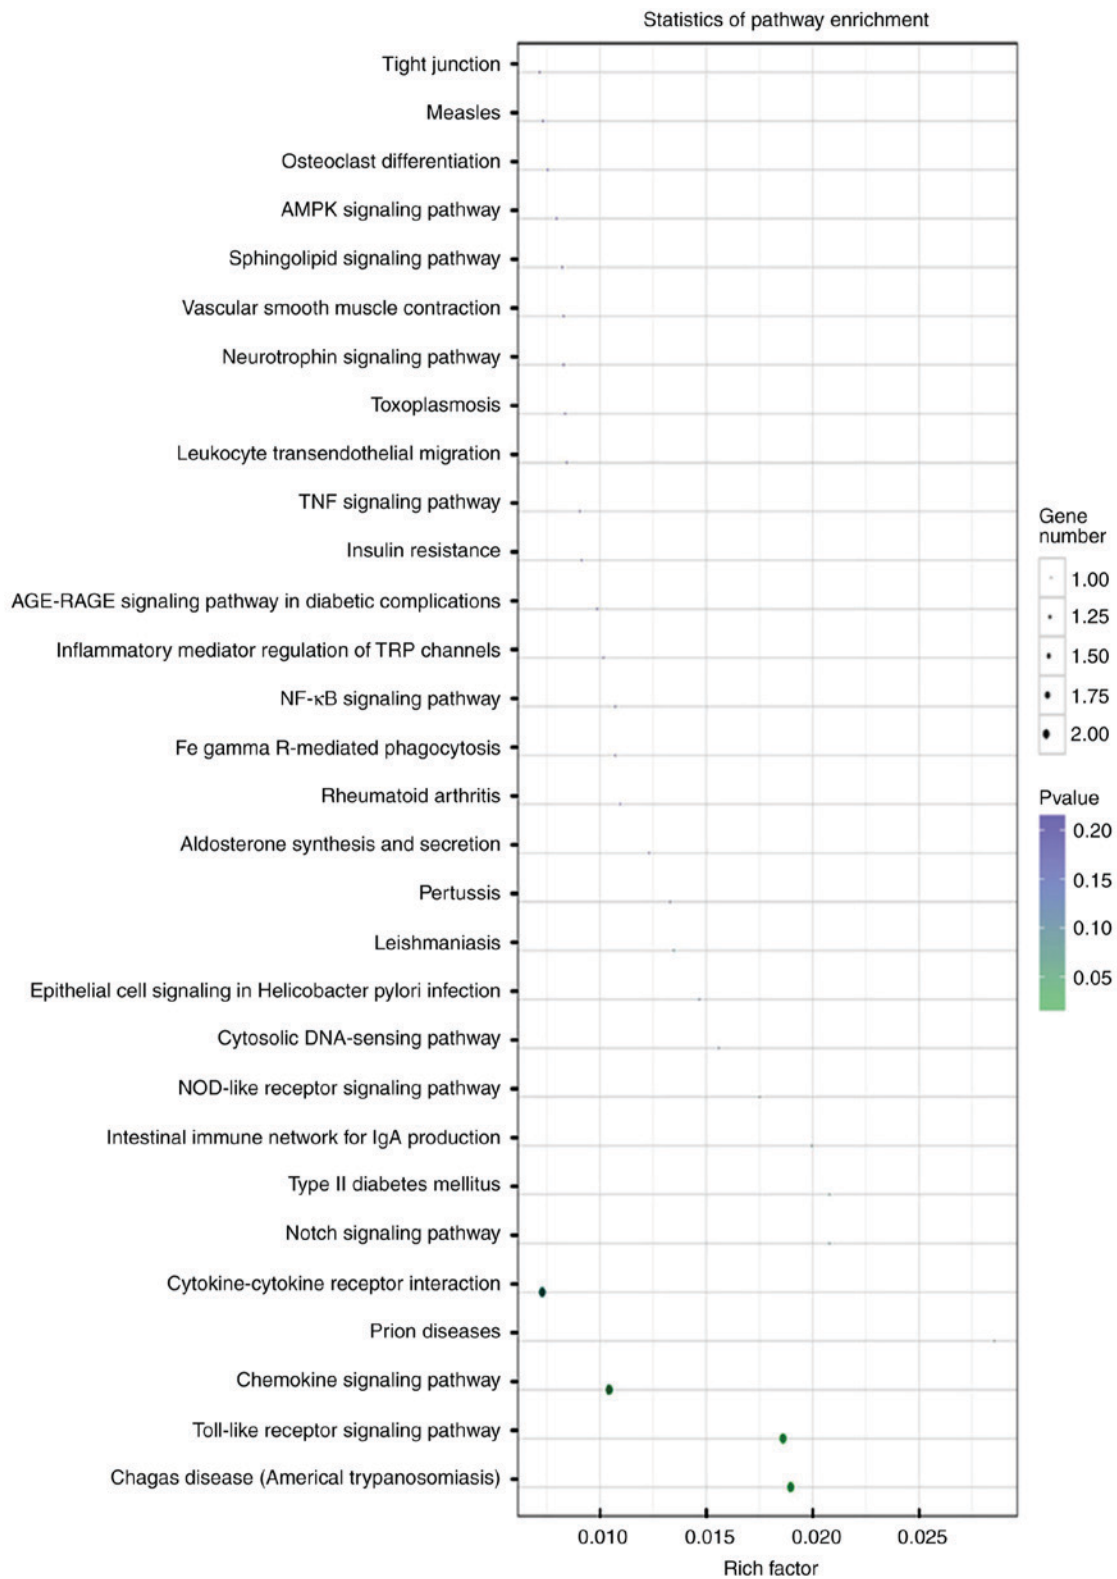 Statistics of pathway enrichment
Tight junction
Measles
Osteoclast differentiation
AMPK signaling pathway
Sphingolipid signaling pathway
Vascular smooth muscle contraction
Neurotrophin signaling pathway
Toxoplasmosis
Leukocyte transendothelial migration
TNF signaling pathway
Insulin resistance
AGE-RAGE signaling pathway in diabetic complications
Inflammatory mediator regulation of TRP channels
NF-κB signaling pathway
Fe gamma R-mediated phagocytosis
Rheumatoid arthritis
Aldosterone synthesis and secretion
Pertussis
Leishmaniasis
Epithelial cell signaling in Helicobacter pylori infection
Cytosolic DNA-sensing pathway
NOD-like receptor signaling pathway
Intestinal immune network for IgA production
Type II diabetes mellitus
Notch signaling pathway
Cytokine-cytokine receptor interaction
Prion diseases
Chemokine signaling pathway
Toll-like receptor signaling pathway
Chagas disease (Americal trypanosomiasis)
0.010 0.015 0.020 0.025
Rich factor
Gene
number
1.00
1.25
1.50
1.75
2.00
Pvalue
0.20
0.15
0.10
0.05